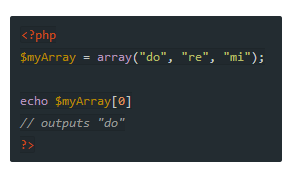 <?php
$myArray = array("do", "re", "mi");
echo $myArray[0]
// outputs "do"
?>